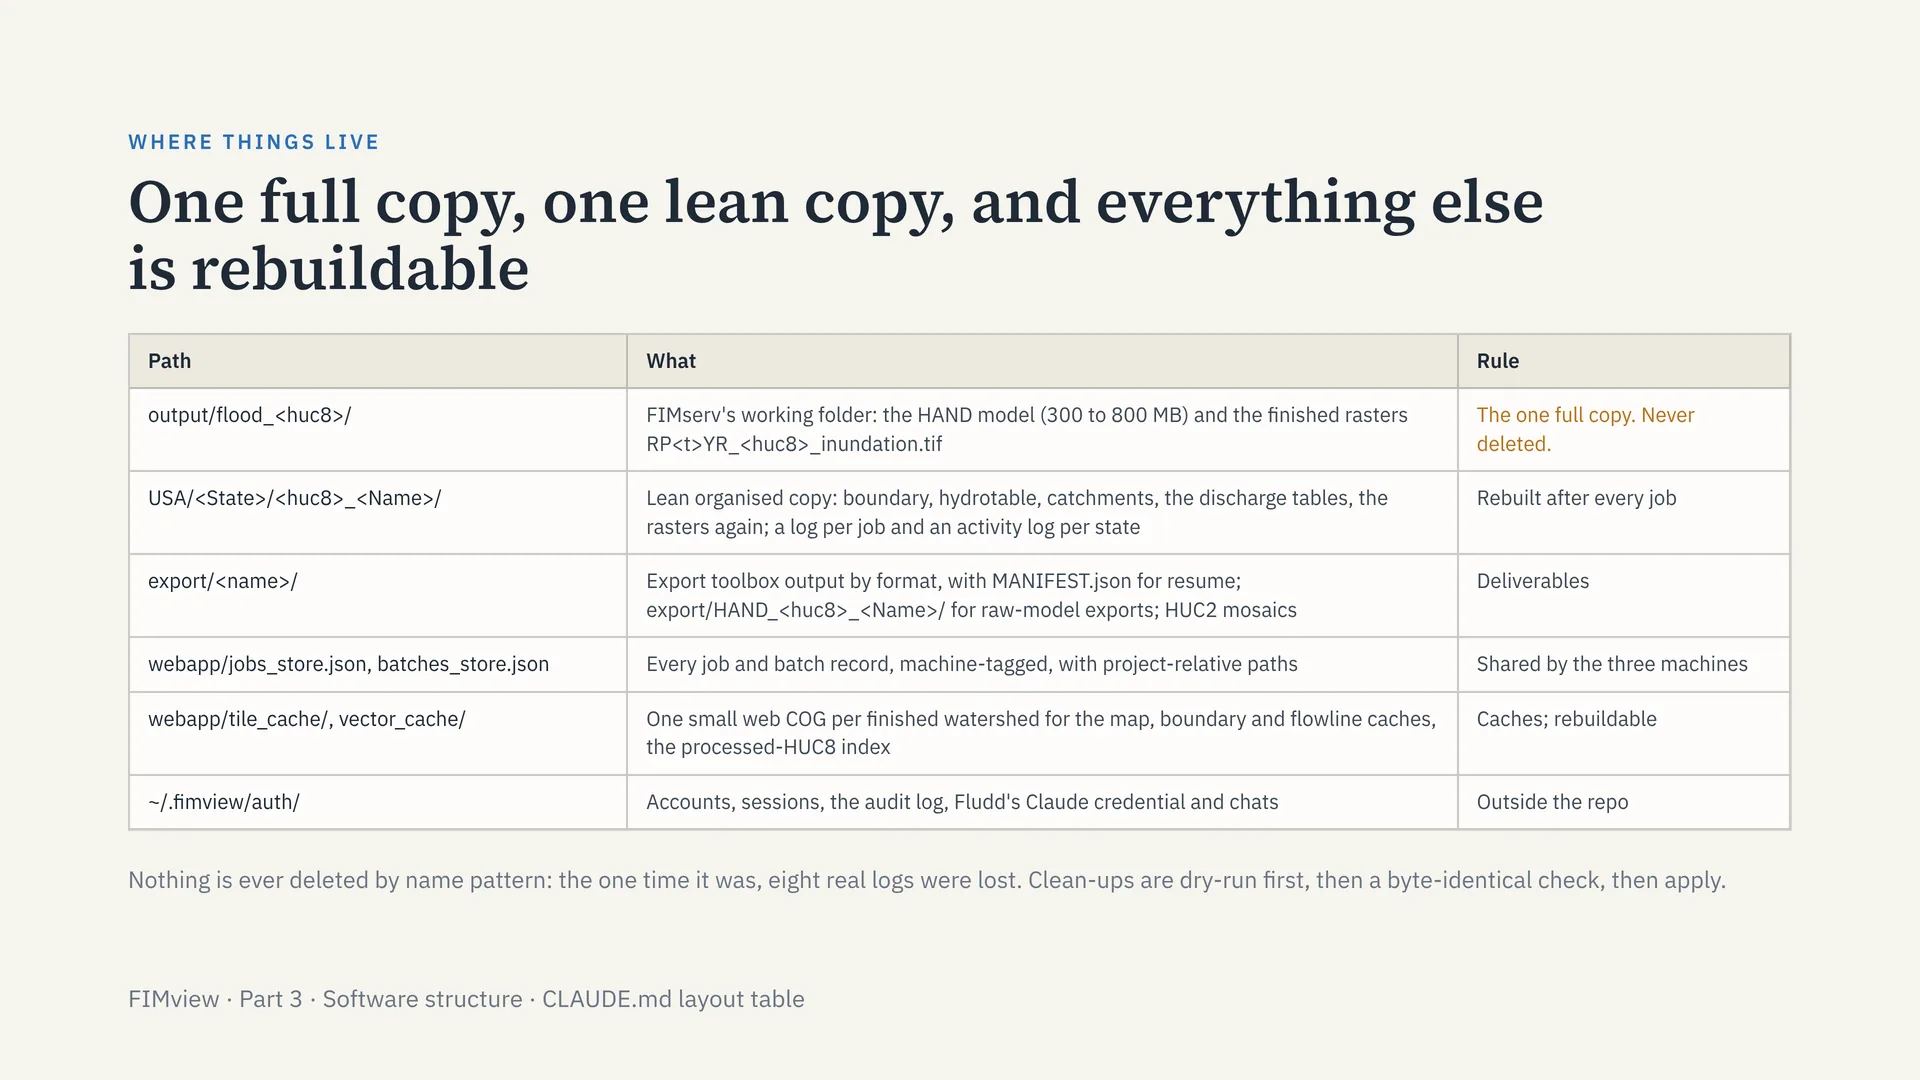 WHERE THINGS LIVE
One full copy, one lean copy, and everything else
is rebuildable
Path
What
Rule
output/flood_<huc8>/
FIMserv's working folder: the HAND model (300 to 800 MB) and the finished rasters
RP<t>YR_<huc8>_inundation.tif
The one full copy. Never
deleted.
USA/<State>/<huc8>_<Name>/
Lean organised copy: boundary, hydrotable, catchments, the discharge tables, the
rasters again; a log per job and an activity log per state
Rebuilt after every job
export/<name>/
Export toolbox output by format, with MANIFEST.json for resume;
export/HAND_<huc8>_<Name>/ for raw-model exports; HUC2 mosaics
Deliverables
webapp/jobs_store.json, batches_store.json
Every job and batch record, machine-tagged, with project-relative paths
Shared by the three machines
webapp/tile_cache/, vector_cache/
One small web COG per finished watershed for the map, boundary and flowline caches,
the processed-HUC8 index
Caches; rebuildable
~/.fimview/auth/
Accounts, sessions, the audit log, Fludd's Claude credential and chats
Outside the repo
Nothing is ever deleted by name pattern: the one time it was, eight real logs were lost. Clean-ups are dry-run first, then a byte-identical check, then apply.
FIMview · Part 3 · Software structure · CLAUDE.md layout table